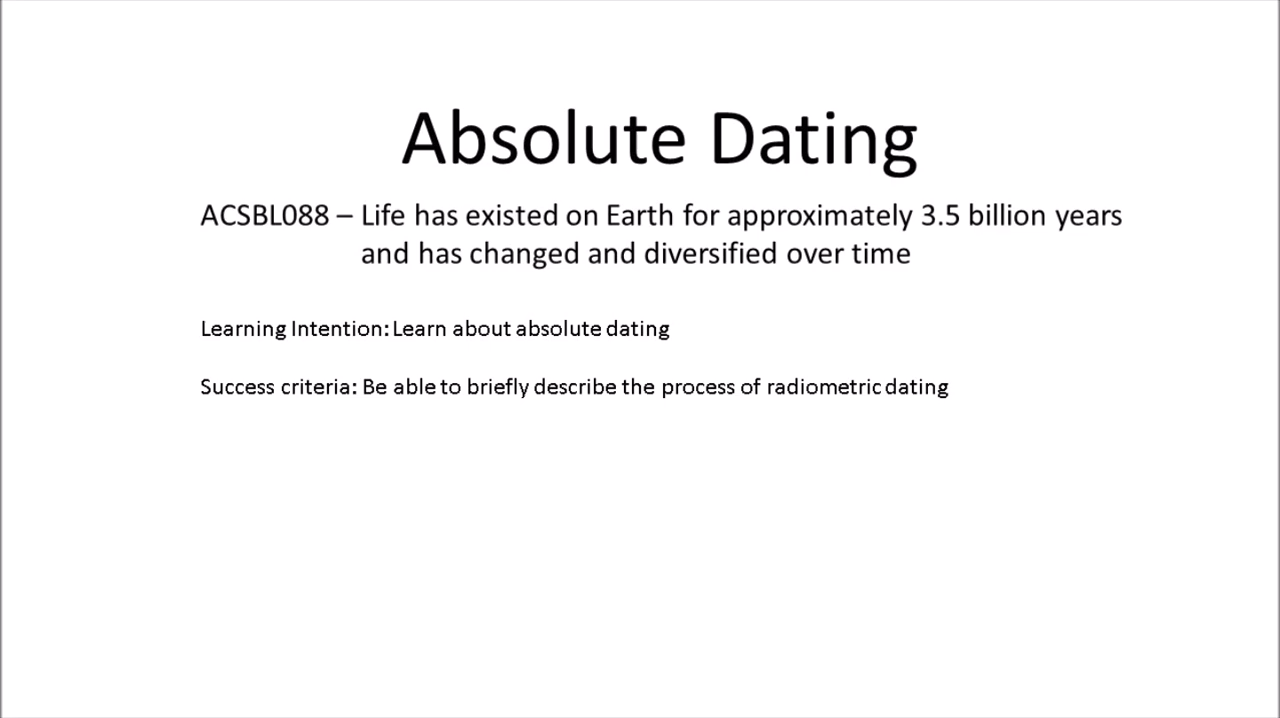 Absolute Dating
ACSBL088 – Life has existed on Earth for approximately 3.5 billion years
and has changed and diversified over time
Learning Intention: Learn about absolute dating
Success criteria: Be able to briefly describe the process of radiometric dating